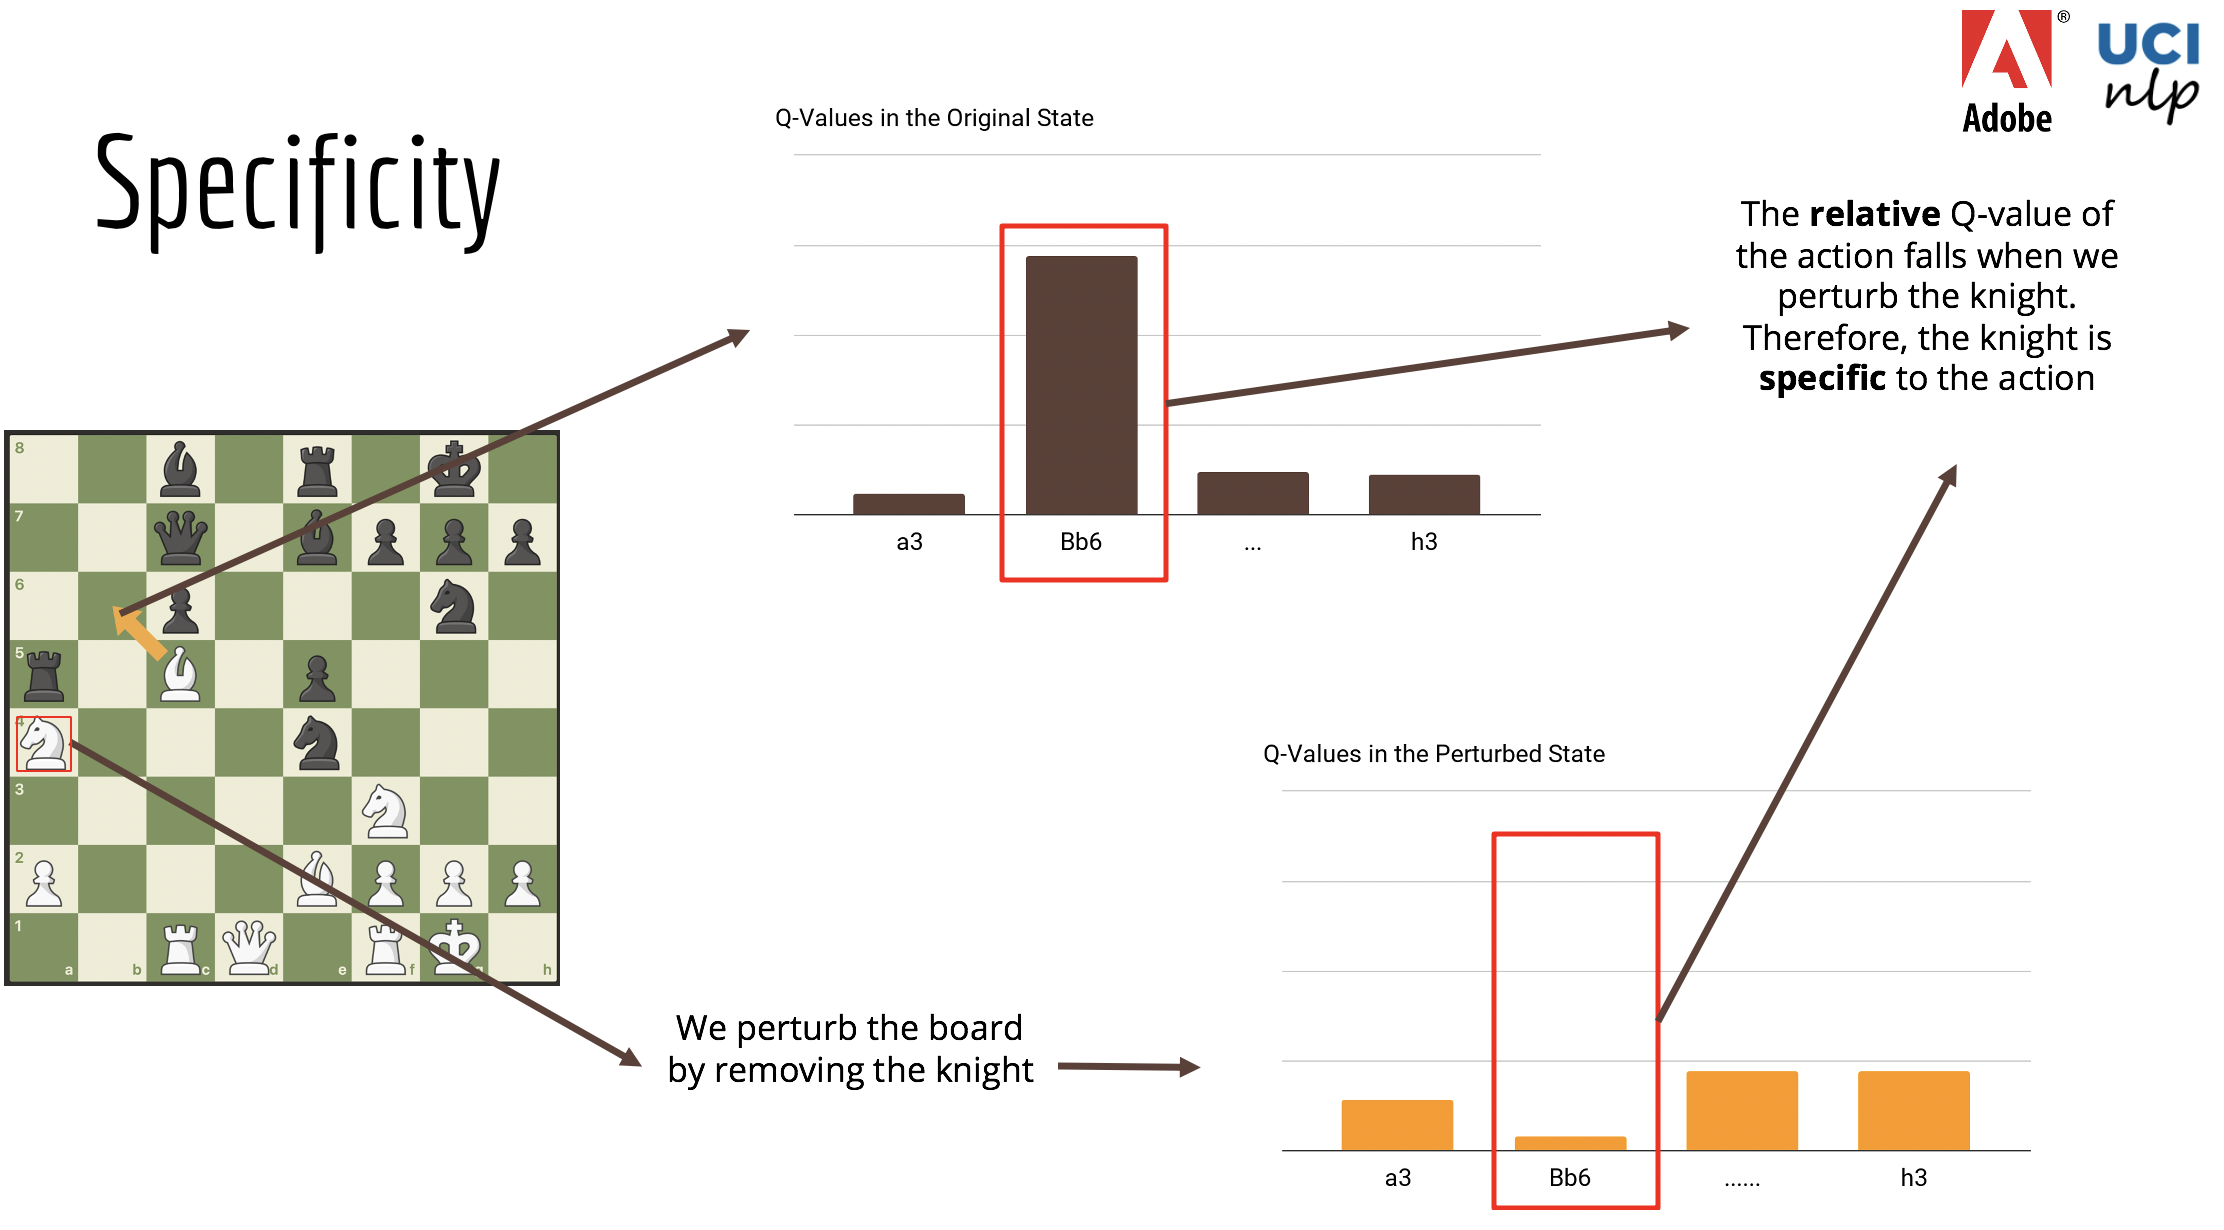 Adobe
®
UCI
nlp
Specificity
Q-Values in the Original State
a3
Bb6
...
h3
The relative Q-value of
the action falls when we
perturb the knight.
Therefore, the knight is
specific to the action
8
7
6
5
4
3
2
1
a
b
c
d
e
f
g
h
We perturb the board
by removing the knight
Q-Values in the Perturbed State
a3
Bb6
......
h3